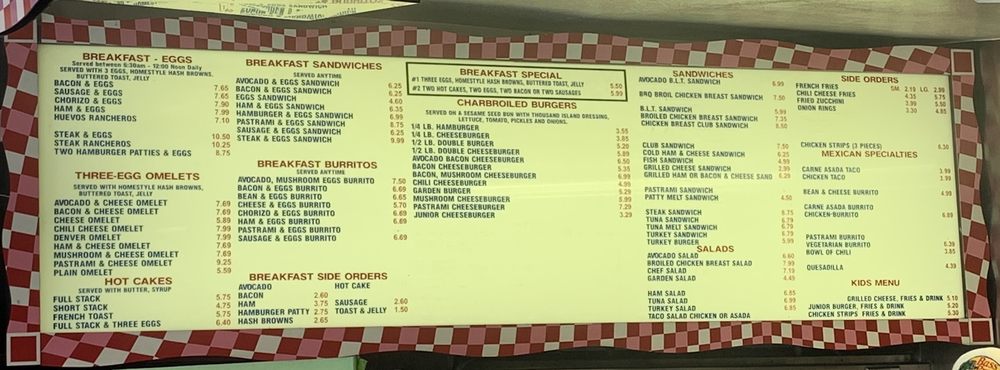 BREAKFAST - EGGS
Served between 6:30am - 12:00 Noon Daily
SERVED WITH 3 EGGS, HOMESTYLE HASH BROWNS,
BUTTERED TOAST, JELLY
BACON & EGGS 7.65
SAUSAGE & EGGS 7.65
CHORIZO & EGGS 7.90
HAM & EGGS 7.99
HUEVOS RANCHEROS 7.10
STEAK & EGGS 10.50
STEAK RANCHEROS 10.25
TWO HAMBURGER PATTIES & EGGS 8.75
THREE-EGG OMELETS
SERVED WITH HOMESTYLE HASH BROWNS,
BUTTERED TOAST, JELLY
AVOCADO & CHEESE OMELET 7.69
BACON & CHEESE OMELET 7.69
CHEESE OMELET 5.89
CHILI CHEESE OMELET 7.99
DENVER OMELET 7.99
HAM & CHEESE OMELET 7.69
MUSHROOM & CHEESE OMELET 7.69
PASTRAMI & CHEESE OMELET 9.25
PLAIN OMELET 5.59
HOT CAKES
SERVED WITH BUTTER, SYRUP
FULL STACK 5.75
SHORT STACK 4.75
FRENCH TOAST 5.75
FULL STACK & THREE EGGS 6.40
BREAKFAST SANDWICHES
SERVED ANYTIME
AVOCADO & EGGS SANDWICH 6.25
BACON & EGGS SANDWICH 6.25
EGGS SANDWICH 4.60
HAM & EGGS SANDWICH 6.35
HAMBURGER & EGGS SANDWICH 6.99
PASTRAMI & EGGS SANDWICH 8.75
SAUSAGE & EGGS SANDWICH 6.25
STEAK & EGGS SANDWICH 9.99
BREAKFAST BURRITOS
SERVED ANYTIME
AVOCADO, MUSHROOM EGGS BURRITO 7.50
BACON & EGGS BURRITO 6.69
BEAN & EGGS BURRITO 6.65
CHEESE & EGGS BURRITO 5.70
CHORIZO & EGGS BURRITO 6.69
HAM & EGGS BURRITO 6.69
PASTRAMI & EGGS BURRITO
SAUSAGE & EGGS BURRITO 6.69
BREAKFAST SIDE ORDERS
AVOCADO
BACON 2.60
HAM 3.75
HAMBURGER PATTY 2.75
HASH BROWNS 2.65
HOT CAKE
SAUSAGE 2.60
TOAST & JELLY 1.50
BREAKFAST SPECIAL
#1 THREE EGGS, HOMESTYLE HASH BROWNS, BUTTERED TOAST, JELLY 5.50
#2 TWO HOT CAKES, TWO EGGS, TWO BACON OR TWO SAUSAGES 5.99
CHARBROILED BURGERS
SERVED ON A SESAME SEED BUN WITH THOUSAND ISLAND DRESSING,
LETTUCE, TOMATO, PICKLES AND ONIONS.
1/4 LB. HAMBURGER 3.55
1/4 LB. CHEESEBURGER 3.85
1/2 LB. DOUBLE BURGER 5.20
1/2 LB. DOUBLE CHEESEBURGER 5.89
AVOCADO BACON CHEESEBURGER 6.50
BACON CHEESEBURGER 5.35
BACON, MUSHROOM CHEESEBURGER 6.99
CHILI CHEESEBURGER 4.99
GARDEN BURGER 5.29
MUSHROOM CHEESEBURGER 5.99
PASTRAMI CHEESEBURGER 7.29
JUNIOR CHEESEBURGER 3.29
SANDWICHES
AVOCADO B.L.T. SANDWICH 6.99
BRQ BROIL CHICKEN BREAST SANDWICH 7.50
B.L.T. SANDWICH 5.99
BROILED CHICKEN BREAST SANDWICH 7.35
CHICKEN BREAST CLUB SANDWICH 8.50
CLUB SANDWICH 7.50
COLD HAM & CHEESE SANDWICH 6.25
FISH SANDWICH 4.99
GRILLED CHEESE SANDWICH
GRILLED HAM OR BACON & CHEESE SAND 6.29
PASTRAMI SANDWICH
PATTY MELT SANDWICH 4.50
STEAK SANDWICH 8.75
TUNA SANDWICH 6.29
TUNA MELT SANDWICH 6.79
TURKEY SANDWICH 6.79
TURKEY BURGER 5.99
SALADS
AVOCADO SALAD 6.60
BROILED CHICKEN BREAST SALAD 7.99
CHEF SALAD 7.19
GARDEN SALAD 4.49
HAM SALAD 6.85
TUNA SALAD 6.99
TURKEY SALAD 6.85
TACO SALAD CHICKEN OR ASADA
SIDE ORDERS
FRENCH FRIES SM. 2.19 LG. 2.98
CHILI CHEESE FRIES 4.35 5.75
FRIED ZUCCHINI 3.99 5.50
ONION RINGS 3.30 4.99
CHICKEN STRIPS (3 PIECES) 6.50
MEXICAN SPECIALTIES
CARNE ASADA TACO 3.99
CHICKEN TACO 1.99
BEAN & CHEESE BURRITO 4.99
CARNE ASADA BURRITO
CHICKEN-BURRITO 6.89
PASTRAMI BURRITO
VEGETARIAN BURRITO 6.39
BOWL OF CHILI 3.85
QUESADILLA 4.39
KIDS MENU
GRILLED CHEESE, FRIES & DRINK 5.10
JUNIOR BURGER, FRIES & DRINK 5.20
CHICKEN STRIPS FRIES & DRINK 5.30
Bass